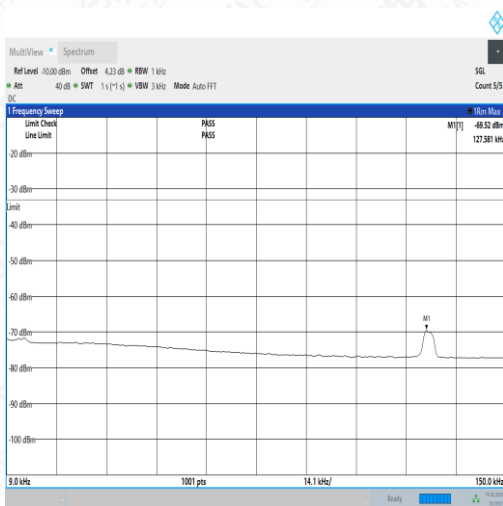 MultiView Spectrum
Ref Level -10.00 dBm Offset 4.23 dB RBW 1 kHz SGL
Att 40 dB SWT 1 s (~1 s) VBW 3 kHz Mode Auto FFT Count 5/5
DC
1 Frequency Sweep 1Rm Max
Limit Check PASS M1[1] -69.52 dBm
Line Limit PASS 127.581 kHz
-20 dBm
-30 dBm
Limit
-40 dBm
-50 dBm
-60 dBm
M1
-70 dBm
-80 dBm
-90 dBm
-100 dBm
9.0 kHz 1001 pts 14.1 kHz/ 150.0 kHz
Ready